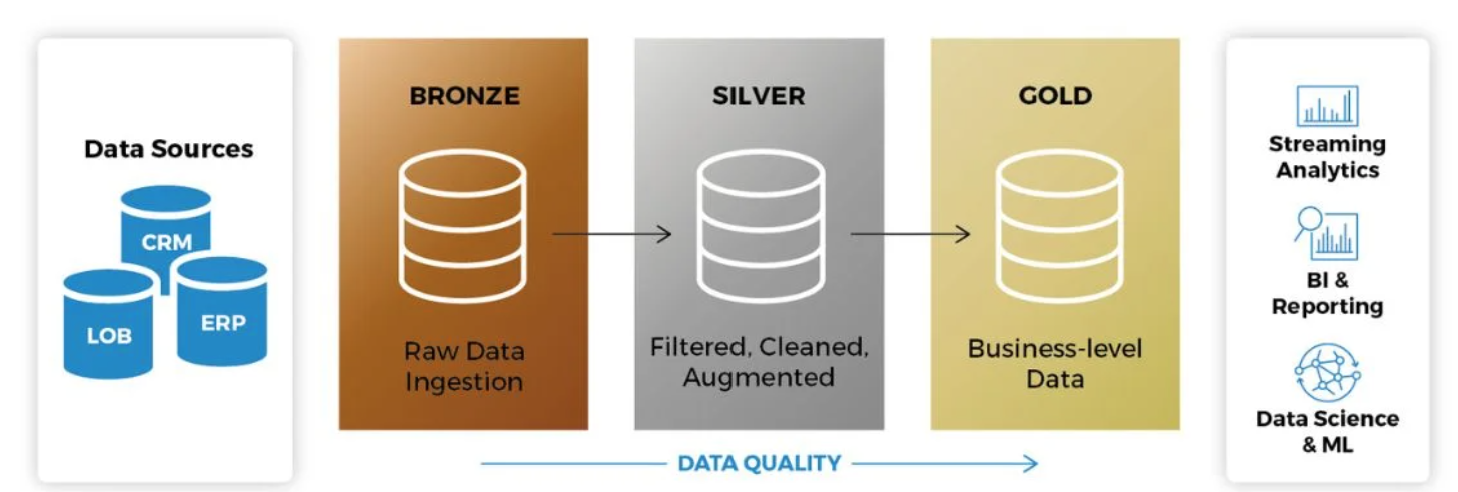 Data Sources
CRM
LOB
ERP
BRONZE
Raw Data
Ingestion
SILVER
Filtered, Cleaned,
Augmented
GOLD
Business-level
Data
DATA QUALITY
Streaming
Analytics
BI &
Reporting
Data Science
& ML